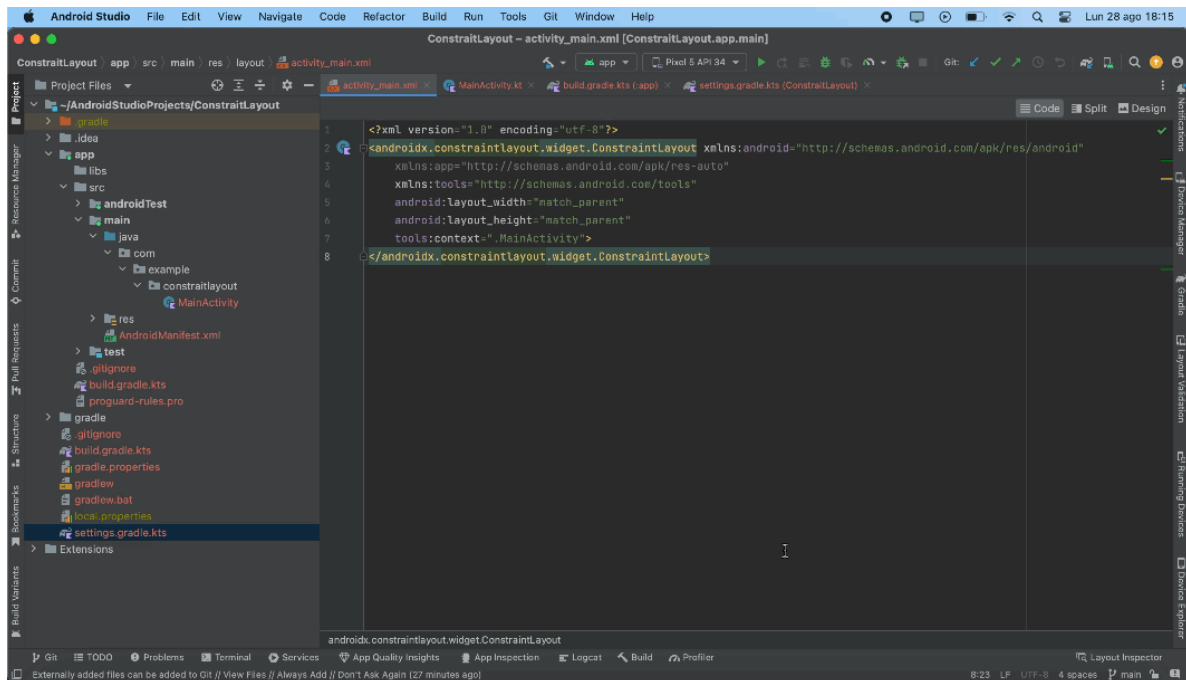 Android Studio File Edit View Navigate Code Refactor Build Run Tools Git Window Help Lun 28 ago 18:15
ConstraitLayout – activity_main.xml [ConstraitLayout.app.main]
ConstraitLayout app src main res layout activity_main.xml
app Pixel 5 API 34 Git:
Project Files
activity_main.xml MainActivity.kt build.gradle.kts (:app) settings.gradle.kts (ConstraitLayout)
Code Split Design
~/AndroidStudioProjects/ConstraitLayout
.gradle
.idea
app
libs
src
androidTest
main
java
com
example
constraitlayout
MainActivity
res
AndroidManifest.xml
test
.gitignore
build.gradle.kts
proguard-rules.pro
gradle
.gitignore
build.gradle.kts
gradle.properties
gradlew
gradlew.bat
local.properties
settings.gradle.kts
Extensions
1 <?xml version="1.0" encoding="utf-8"?>
2 <androidx.constraintlayout.widget.ConstraintLayout xmlns:android="http://schemas.android.com/apk/res/android"
3 xmlns:app="http://schemas.android.com/apk/res-auto"
4 xmlns:tools="http://schemas.android.com/tools"
5 android:layout_width="match_parent"
6 android:layout_height="match_parent"
7 tools:context=".MainActivity">
8 </androidx.constraintlayout.widget.ConstraintLayout>
Project
Resource Manager
Commit
Pull Requests
Structure
Bookmarks
Build Variants
Notifications
Device Manager
Gradle
Layout Validation
Running Devices
Device Explorer
androidx.constraintlayout.widget.ConstraintLayout
Git TODO Problems Terminal Services App Quality Insights App Inspection Logcat Build Profiler Layout Inspector
Externally added files can be added to Git // View Files // Always Add // Don't Ask Again (27 minutes ago) 8:23 LF UTF-8 4 spaces main